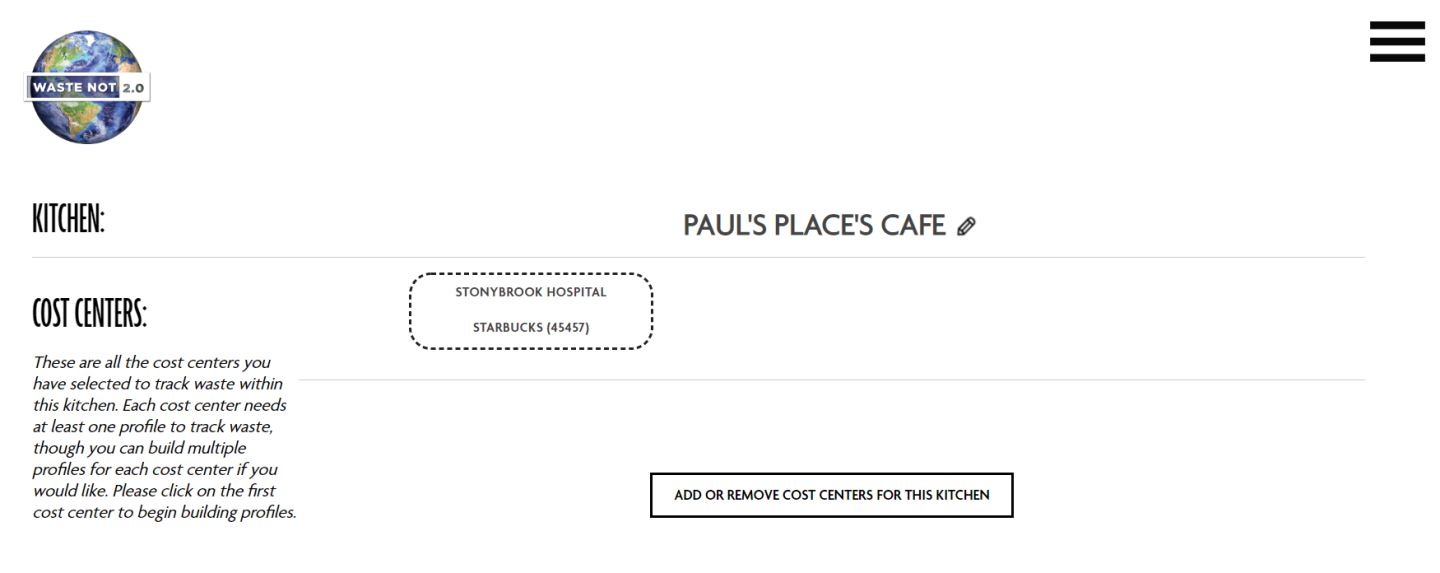 WASTE NOT 2.0
KITCHEN:
PAUL'S PLACE'S CAFE
COST CENTERS:
STONYBROOK HOSPITAL
STARBUCKS (45457)
These are all the cost centers you
have selected to track waste within
this kitchen. Each cost center needs
at least one profile to track waste,
though you can build multiple
profiles for each cost center if you
would like. Please click on the first
cost center to begin building profiles.
ADD OR REMOVE COST CENTERS FOR THIS KITCHEN